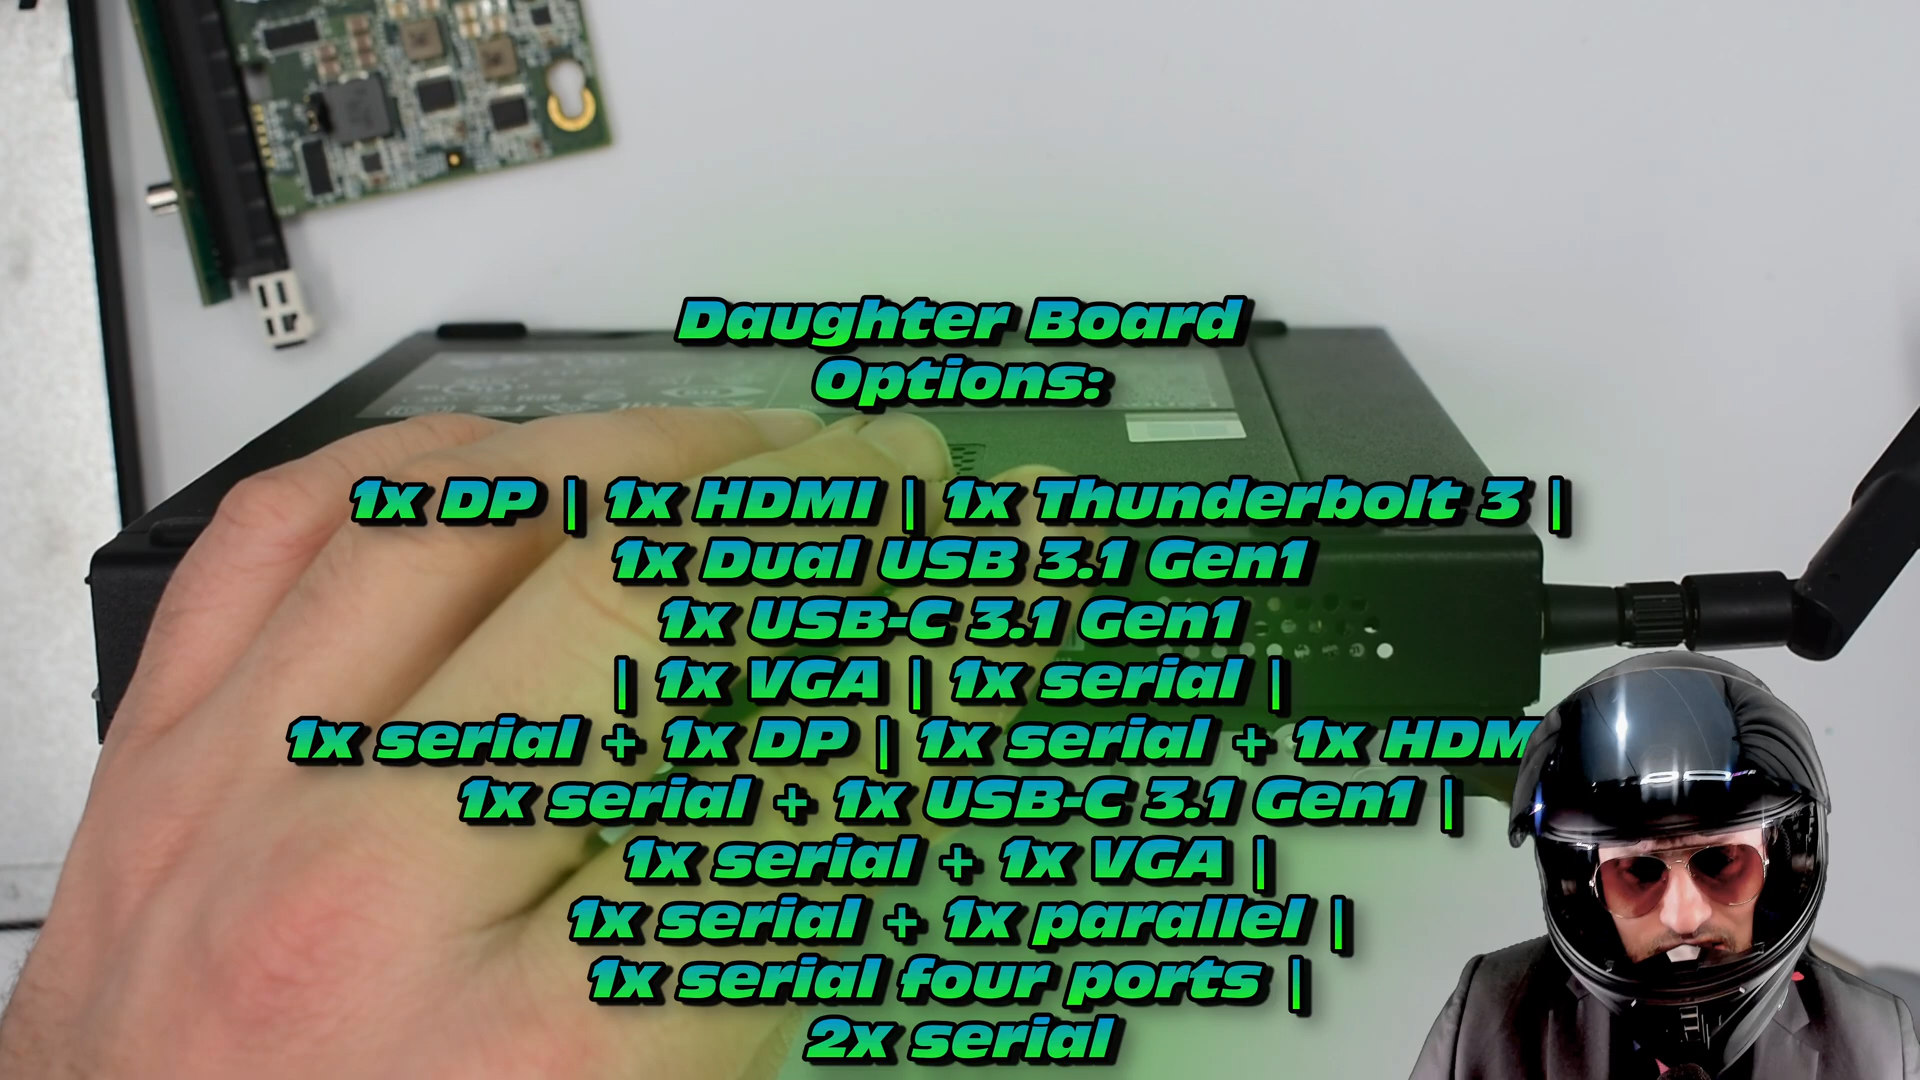 Daughter Board
Options:
1x DP | 1x HDMI | 1x Thunderbolt 3 |
1x Dual USB 3.1 Gen1
1x USB-C 3.1 Gen1
| 1x VGA | 1x serial |
1x serial + 1x DP | 1x serial + 1x HDM
1x serial + 1x USB-C 3.1 Gen1 |
1x serial + 1x VGA |
1x serial + 1x parallel |
1x serial four ports |
2x serial